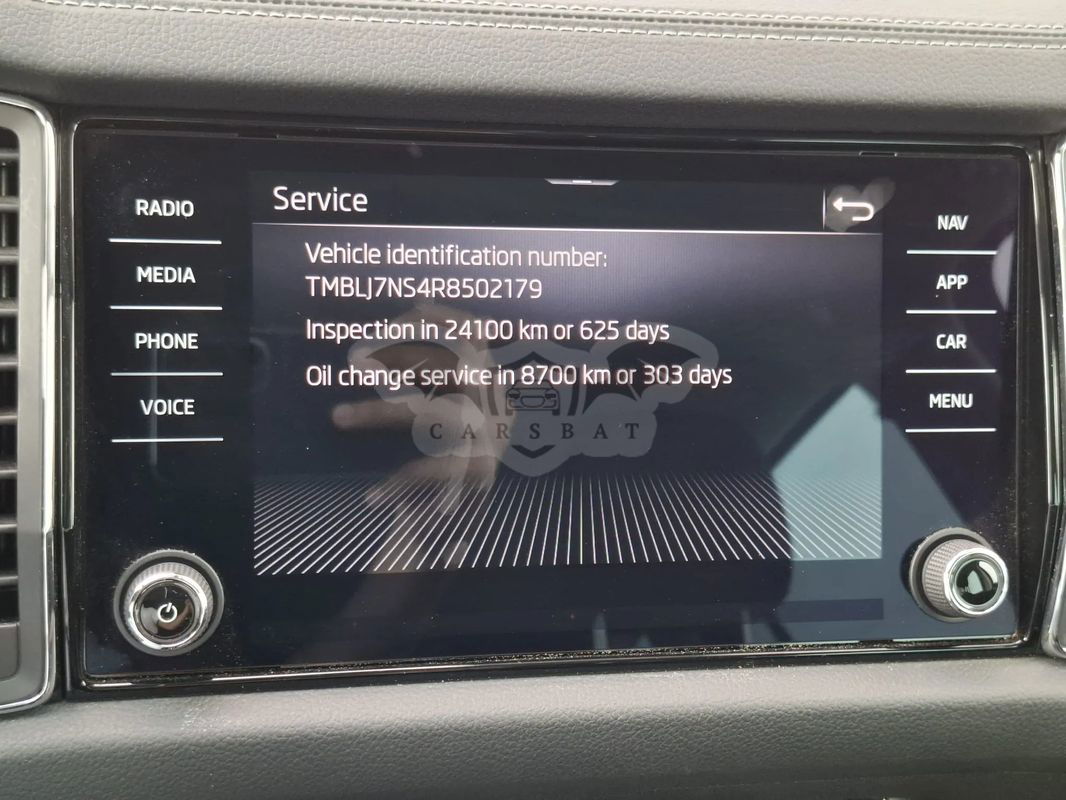 Service
RADIO
MEDIA
PHONE
VOICE
Vehicle identification number:
TMBLJ7NS4R8502179
Inspection in 24100 km or 625 days
Oil change service in 8700 km or 303 days
NAV
APP
CAR
MENU
CARSBAT